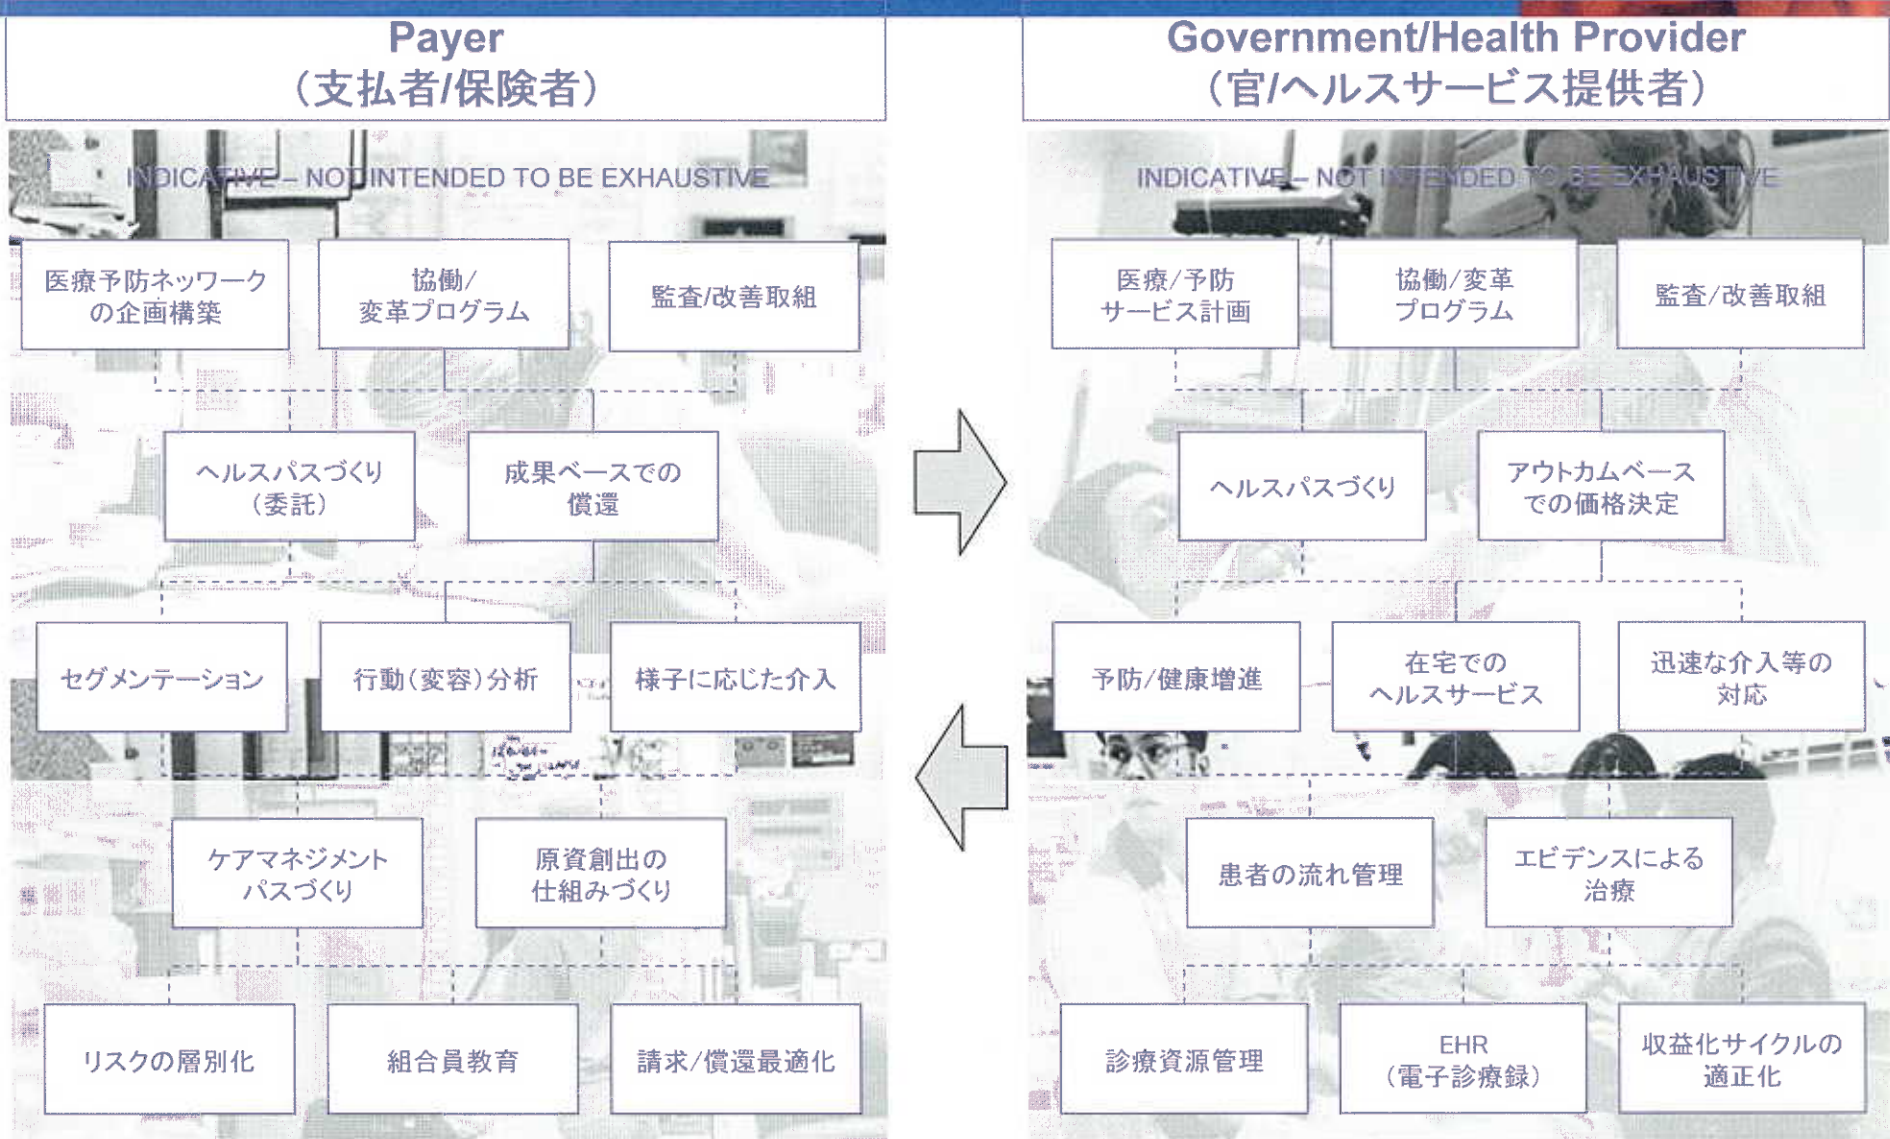 Payer
（支払者/保険者）
INDICATIVE – NOT INTENDED TO BE EXHAUSTIVE
医療予防ネッワーク
の企画構築
協働/
変革プログラム
監査/改善取組
ヘルスパスづくり
（委託）
成果ベースでの
償還
セグメンテーション
行動（変容）分析
様子に応じた介入
ケアマネジメント
パスづくり
原資創出の
仕組みづくり
リスクの層別化
組合員教育
請求/償還最適化
Government/Health Provider
（官/ヘルスサービス提供者）
INDICATIVE – NOT INTENDED TO BE EXHAUSTIVE
医療/予防
サービス計画
協働/変革
プログラム
監査/改善取組
ヘルスパスづくり
アウトカムベース
での価格決定
予防/健康増進
在宅での
ヘルスサービス
迅速な介入等の
対応
患者の流れ管理
エビデンスによる
治療
診療資源管理
EHR
（電子診療録）
収益化サイクルの
適正化